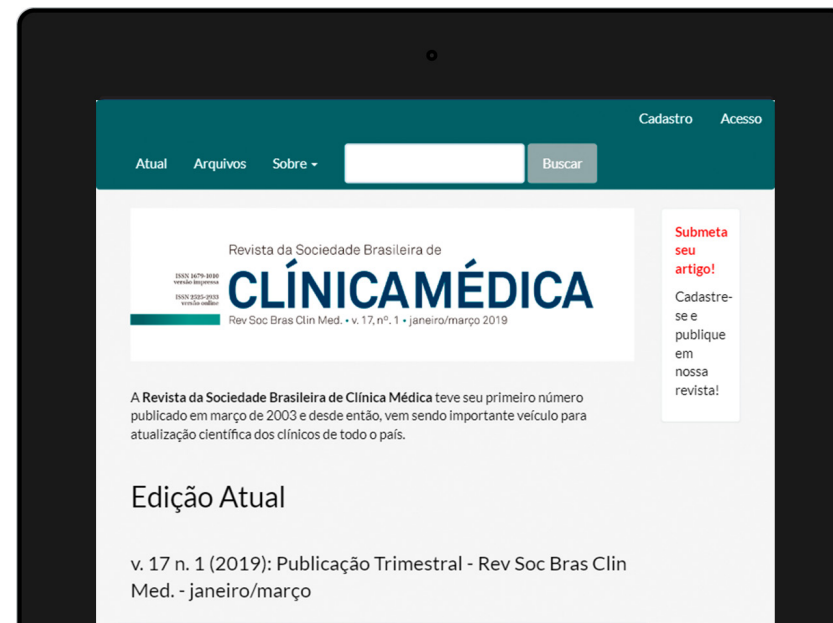 Cadastro Acesso
Atual Arquivos Sobre Buscar
Revista da Sociedade Brasileira de
ISSN 1679-1010
versão impressa
ISSN 2525-2933
versão online
CLÍNICA MÉDICA
Rev Soc Bras Clin Med. • v. 17, nº. 1 • janeiro/março 2019
Submeta
seu
artigo!
Cadastre-
se e
publique
em
nossa
revista!
A Revista da Sociedade Brasileira de Clínica Médica teve seu primeiro número
publicado em março de 2003 e desde então, vem sendo importante veículo para
atualização científica dos clínicos de todo o país.
Edição Atual
v. 17 n. 1 (2019): Publicação Trimestral - Rev Soc Bras Clin
Med. - janeiro/março